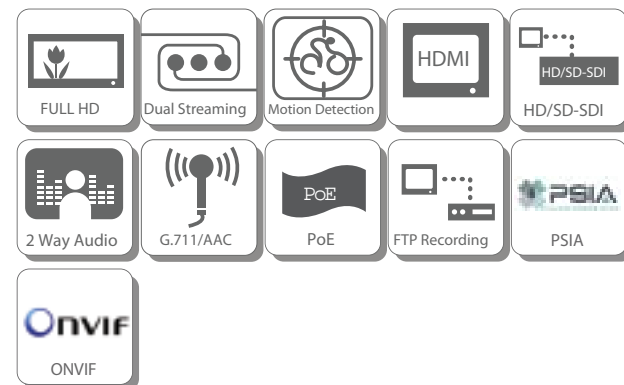 FULL HD
Dual Streaming
Motion Detection
HDMI
HD/SD-SDI
HD/SD-SDI
2 Way Audio
G.711/AAC
PoE
PoE
FTP Recording
PSIA
PSIA
Onvif
ONVIF